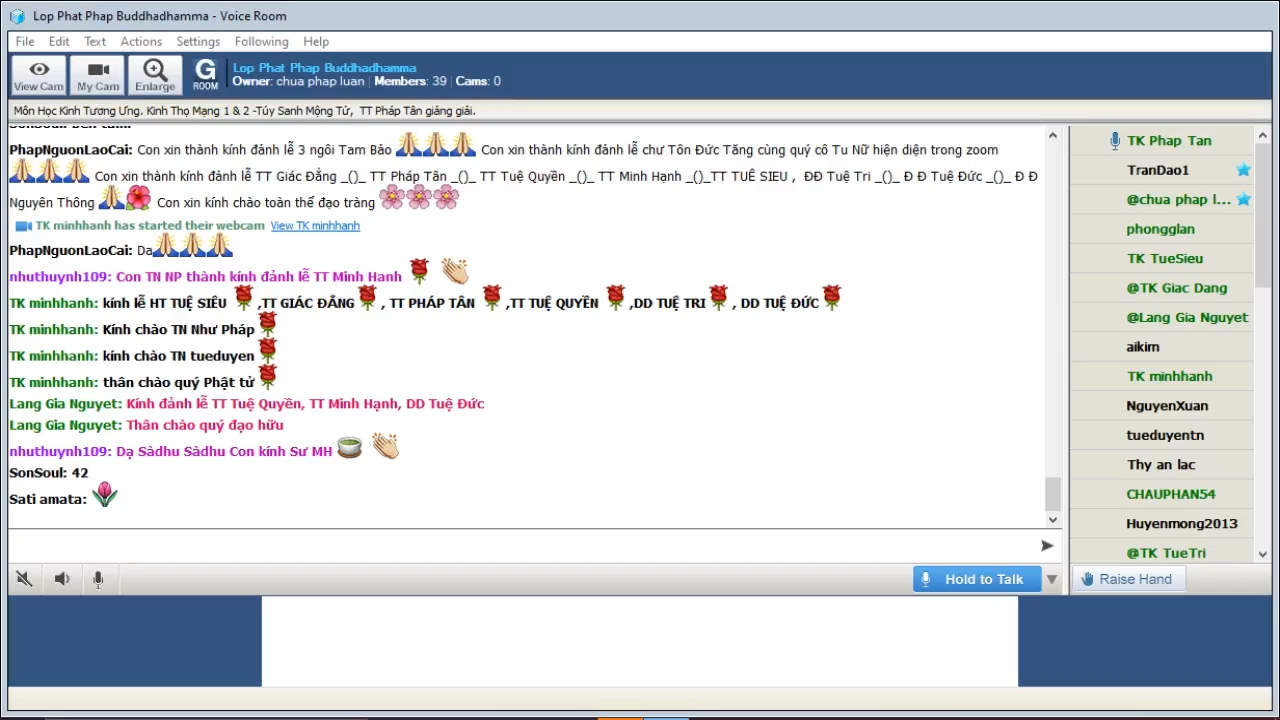 Lop Phat Phap Buddhadhamma - Voice Room
File Edit Text Actions Settings Following Help
View Cam My Cam Enlarge G ROOM
Lop Phat Phap Buddhadhamma
Owner: chua phap luan | Members: 39 | Cams: 0
Môn Học Kinh Tương Ưng. Kinh Thọ Mạng 1 & 2 -Túy Sanh Mộng Tử, TT Pháp Tân giảng giải.
PhapNguonLaoCai: Con xin thành kính đảnh lễ 3 ngôi Tam Bảo Con xin thành kính đảnh lễ chư Tôn Đức Tăng cùng quý cô Tu Nữ hiện diện trong zoom
Con xin thành kính đảnh lễ TT Giác Đẳng _()_ TT Pháp Tân _()_ TT Tuệ Quyền _()_ TT Minh Hạnh _()_TT TUÊ SIEU , ĐĐ Tuệ Tri _()_ Đ Đ Tuệ Đức _()_ Đ Đ
Nguyên Thông Con xin kính chào toàn thể đạo tràng
TK minhhanh has started their webcam View TK minhhanh
PhapNguonLaoCai: Dạ
nhuthuynh109: Con TN NP thành kính đảnh lễ TT Minh Hanh
TK minhhanh: kính lễ HT TUỆ SIÊU ,TT GIÁC ĐẲNG , TT PHÁP TÂN ,TT TUỆ QUYỀN ,DD TUỆ TRI , DD TUỆ ĐỨC
TK minhhanh: Kính chào TN Như Pháp
TK minhhanh: kính chào TN tueduyen
TK minhhanh: thân chào quý Phật tử
Lang Gia Nguyet: Kính đảnh lễ TT Tuệ Quyền, TT Minh Hạnh, DD Tuệ Đức
Lang Gia Nguyet: Thân chào quý đạo hữu
nhuthuynh109: Dạ Sàdhu Sàdhu Con kính Sư MH
SonSoul: 42
Sati amata:
Hold to Talk
TK Phap Tan
TranDao1
@chua phap l...
phongglan
TK TueSieu
@TK Giac Dang
@Lang Gia Nguyet
aikim
TK minhhanh
NguyenXuan
tueduyentn
Thy an lac
CHAUPHAN54
Huyenmong2013
@TK TueTri
Raise Hand